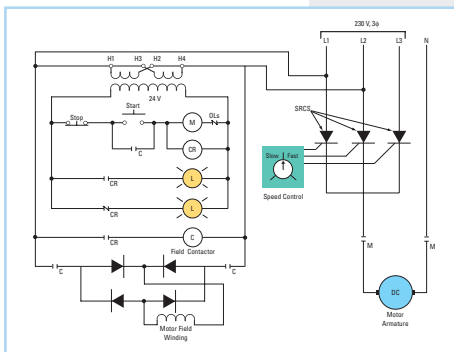 230 V, 3ϕ
L1 L2 L3 N
H1 H3 H2 H4
24 V
Stop
Start
M
OLs
C
CR
SRCS
Slow Fast
Speed Control
CR
L
CR
L
CR
C
Field Contactor
C
C
M
M
DC
Motor
Armature
Motor Field
Winding